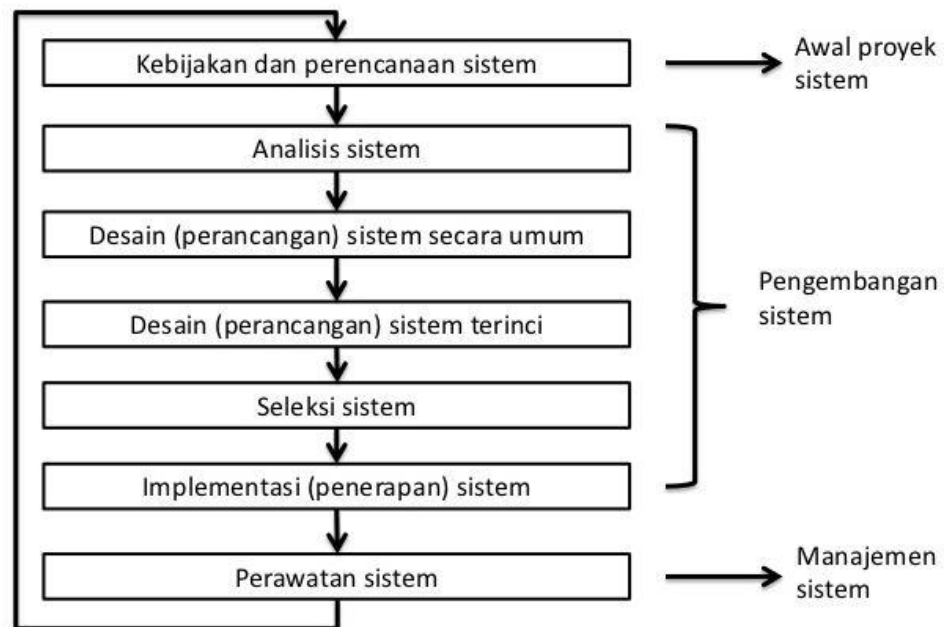 Kebijakan dan perencanaan sistem
Awal proyek
sistem
Analisis sistem
Desain (perancangan) sistem secara umum
Desain (perancangan) sistem terinci
Seleksi sistem
Implementasi (penerapan) sistem
Pengembangan
sistem
Perawatan sistem
Manajemen
sistem